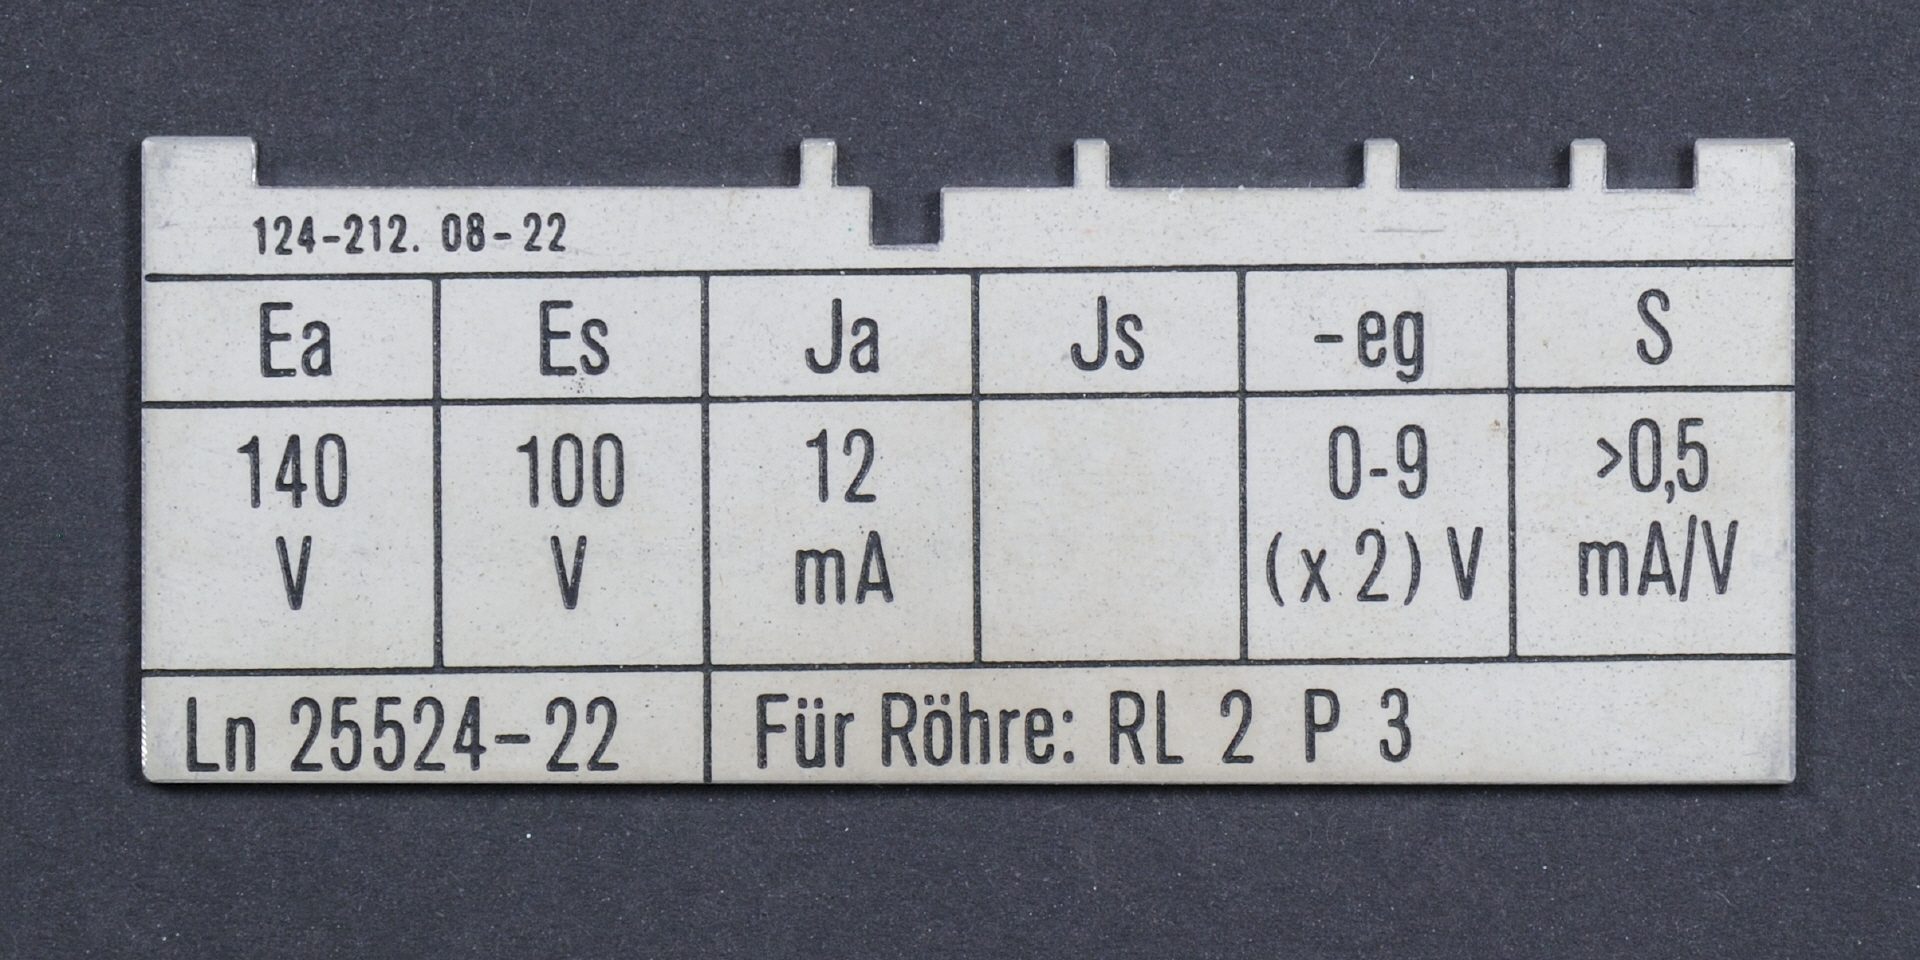 124-212. 08-22
Ea Es Ja Js -eg S
140 100 12 0-9 >0,5
V V mA (x 2) V mA/V
Ln 25524-22 Für Röhre: RL 2 P 3